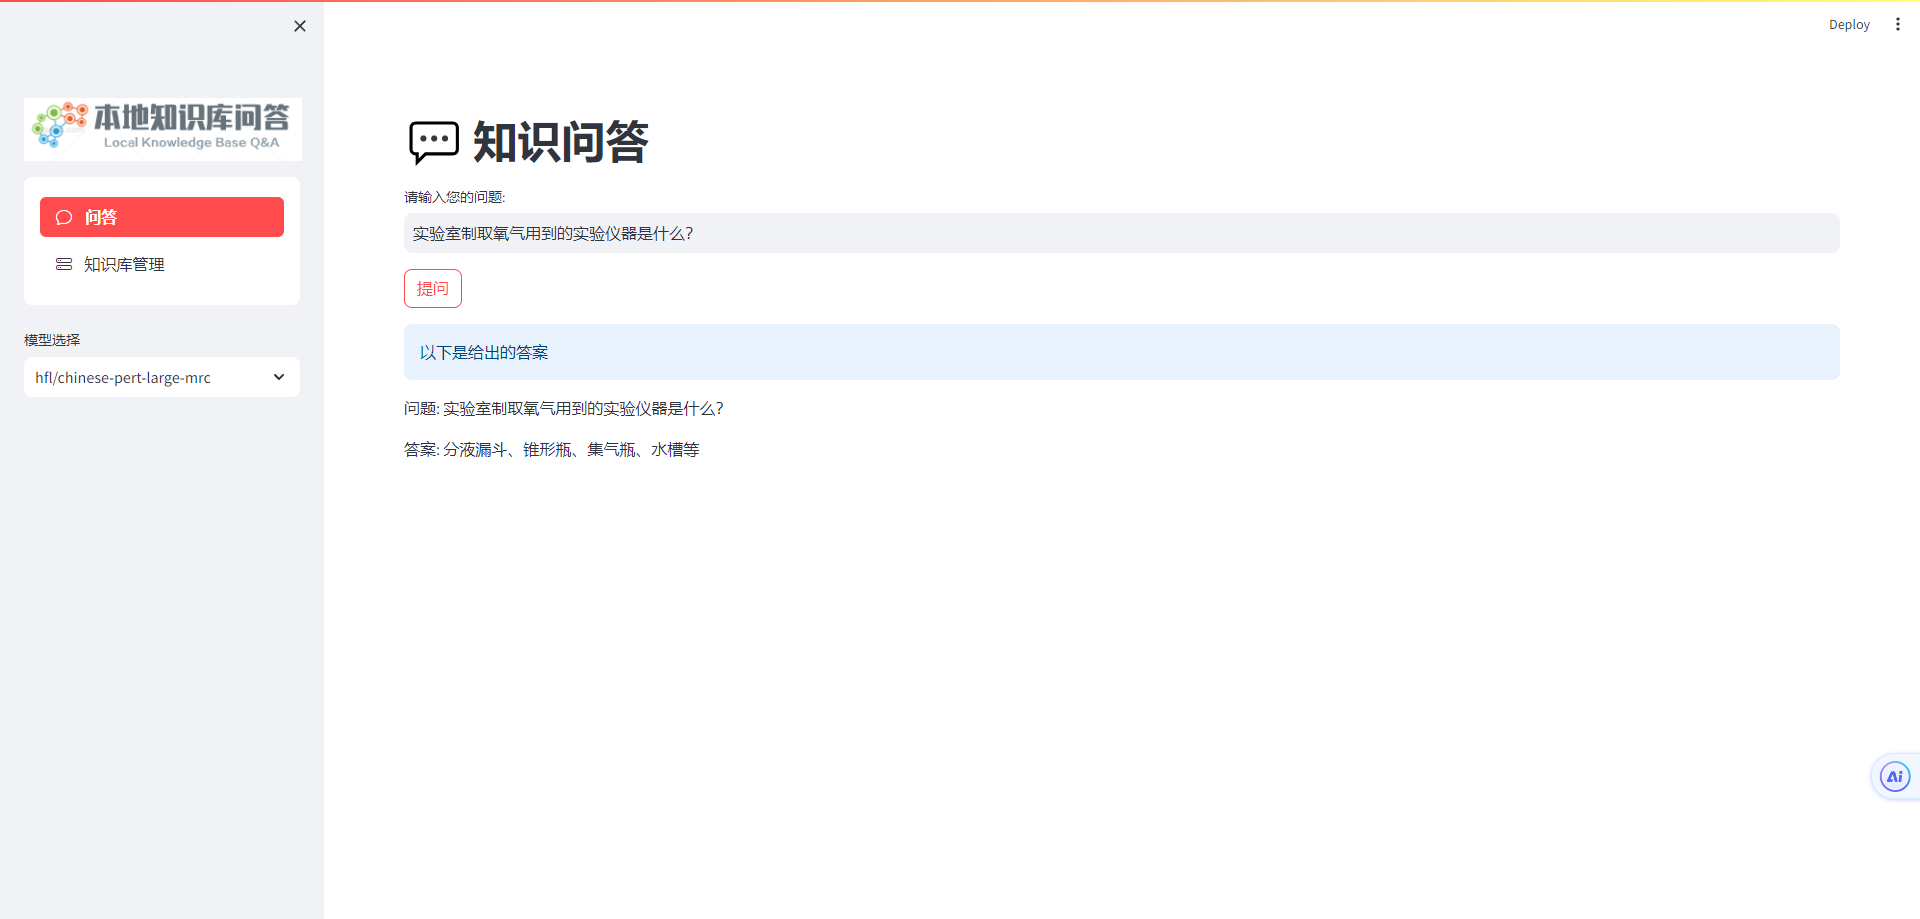 Deploy
本地知识库问答
Local Knowledge Base Q&A
问答
知识库管理
模型选择
hfl/chinese-pert-large-mrc
知识问答
请输入您的问题:
实验室制取氧气用到的实验仪器是什么?
提问
以下是给出的答案
问题: 实验室制取氧气用到的实验仪器是什么?
答案: 分液漏斗、锥形瓶、集气瓶、水槽等
Ai